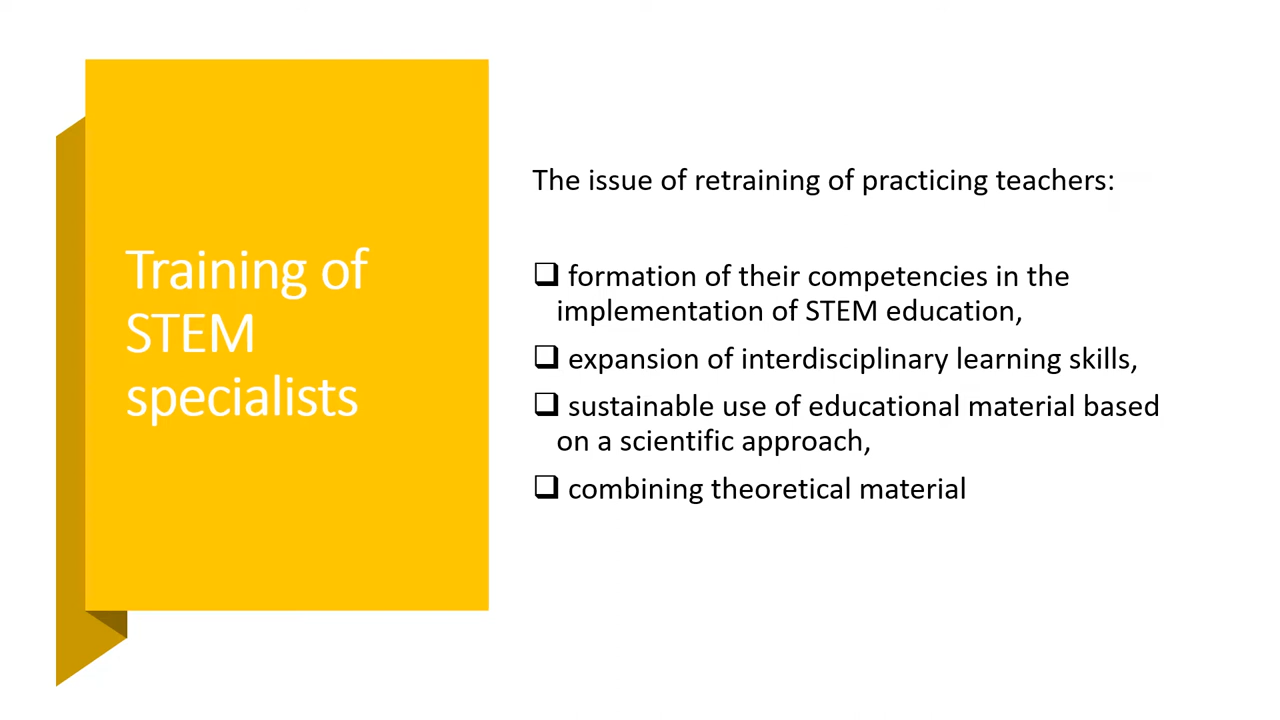 Training of
STEM
specialists
The issue of retraining of practicing teachers:
❑ formation of their competencies in the
implementation of STEM education,
❑ expansion of interdisciplinary learning skills,
❑ sustainable use of educational material based
on a scientific approach,
❑ combining theoretical material